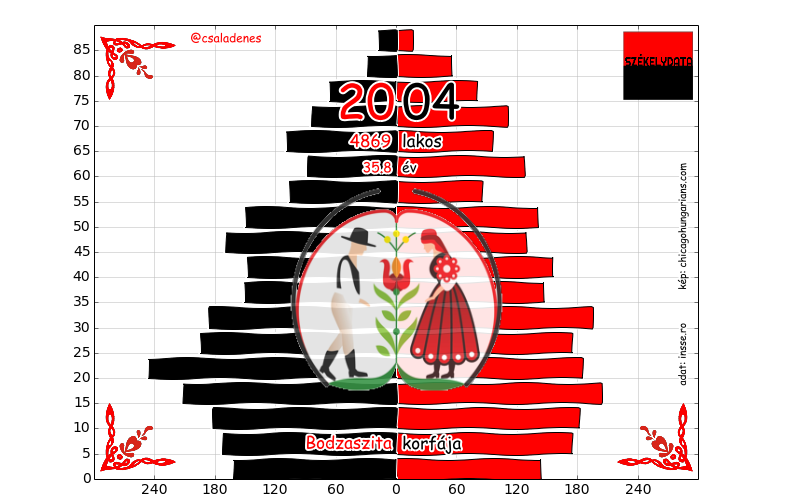 @csaladenes
SZÉKELYDATA
2004
4869 lakos
35.8 év
85
80
75
70
65
60
55
50
45
40
35
30
25
20
15
10
5
0
kép: chicagohungarians.com
adat: insse.ro
Bodzaszita korfája
240 180 120 60 0 60 120 180 240